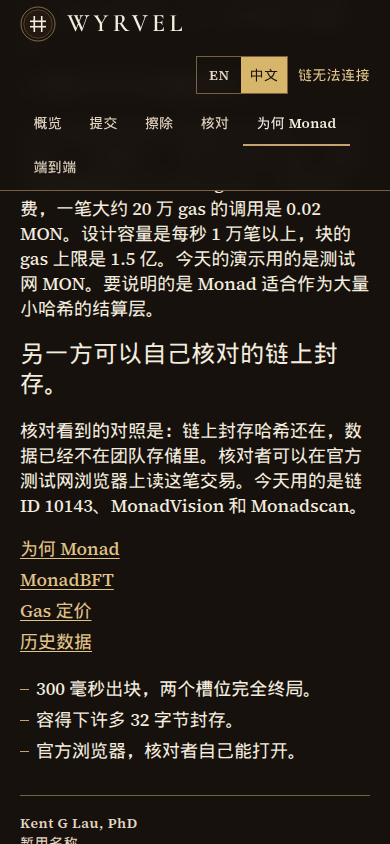 WYRVEL
EN 中文 链无法连接
概览 提交 擦除 核对 为何 Monad
端到端
费，一笔大约 20 万 gas 的调用是 0.02
MON。设计容量是每秒 1 万笔以上，块的
gas 上限是 1.5 亿。今天的演示用的是测试
网 MON。要说明的是 Monad 适合作为大量
小哈希的结算层。
另一方可以自己核对的链上封
存。
核对看到的对照是：链上封存哈希还在，数
据已经不在团队存储里。核对者可以在官方
测试网浏览器上读这笔交易。今天用的是链
ID 10143、MonadVision 和 Monadscan。
为何 Monad
MonadBFT
Gas 定价
历史数据
– 300 毫秒出块，两个槽位完全终局。
– 容得下许多 32 字节封存。
– 官方浏览器，核对者自己能打开。
Kent G Lau, PhD
暂用名称